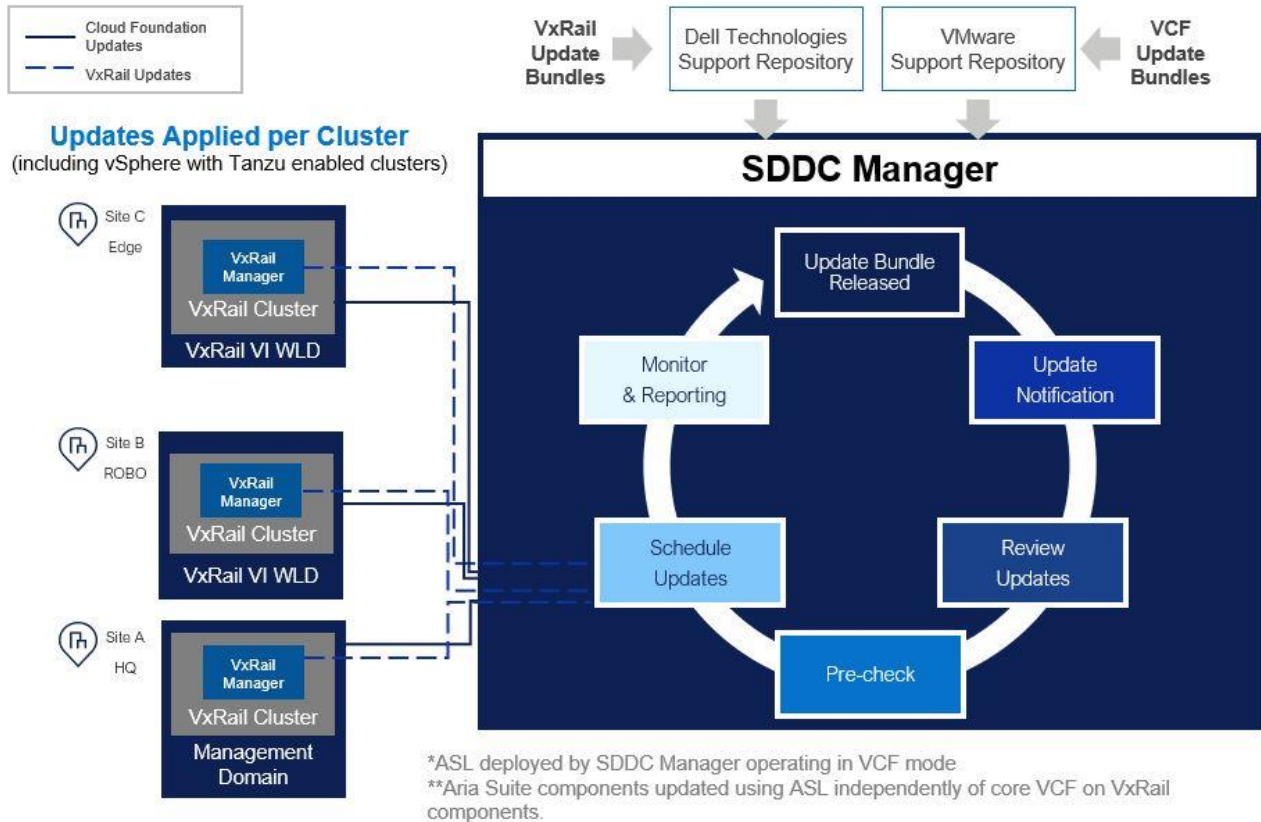 Cloud Foundation
Updates
VxRail Updates
VxRail
Update
Bundles
Dell Technologies
Support Repository
VMware
Support Repository
VCF
Update
Bundles
Updates Applied per Cluster
(including vSphere with Tanzu enabled clusters)
SDDC Manager
Site C
Edge
VxRail
Manager
VxRail Cluster
VxRail VI WLD
Site B
ROBO
VxRail
Manager
VxRail Cluster
VxRail VI WLD
Site A
HQ
VxRail
Manager
VxRail Cluster
Management
Domain
Update Bundle
Released
Update
Notification
Review
Updates
Pre-check
Schedule
Updates
Monitor
& Reporting
*ASL deployed by SDDC Manager operating in VCF mode
**Aria Suite components updated using ASL independently of core VCF on VxRail
components.